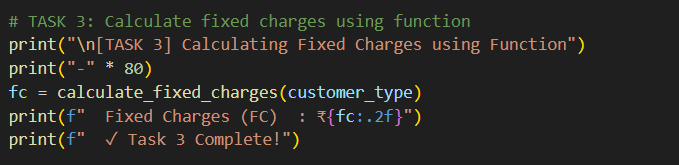 # TASK 3: Calculate fixed charges using function
print("\n[TASK 3] Calculating Fixed Charges using Function")
print("-" * 80)
fc = calculate_fixed_charges(customer_type)
print(f"  Fixed Charges (FC)  : ₹{fc:.2f}")
print(f"  ✓ Task 3 Complete!")